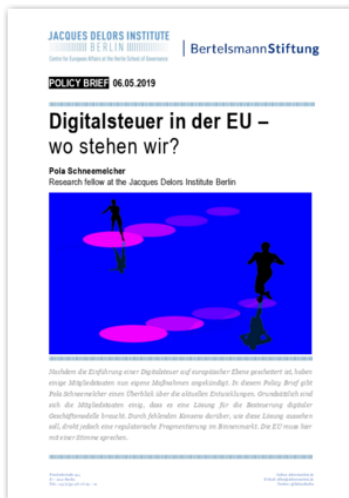 JACQUES DELORS INSTITUTE
BERLIN
Centre for European Affairs at the Hertie School of Governance
BertelsmannStiftung
POLICY BRIEF 06.05.2019
Digitalsteuer in der EU –
wo stehen wir?
Pola Schneemelcher
Research fellow at the Jacques Delors Institute Berlin
Nachdem die Einführung einer Digitalsteuer auf europäischer Ebene gescheitert ist, haben
einige Mitgliedstaaten nun eigene Maßnahmen angekündigt. In diesem Policy Brief gibt
Pola Schneemelcher einen Überblick über die aktuellen Entwicklungen. Grundsätzlich sind
sich die Mitgliedstaaten einig, dass es eine Lösung für die Besteuerung digitaler
Geschäftsmodelle braucht. Durch fehlenden Konsens darüber, wie diese Lösung aussehen
soll, droht jedoch eine regulatorische Fragmentierung im Binnenmarkt. Die EU muss hier
mit einer Stimme sprechen.